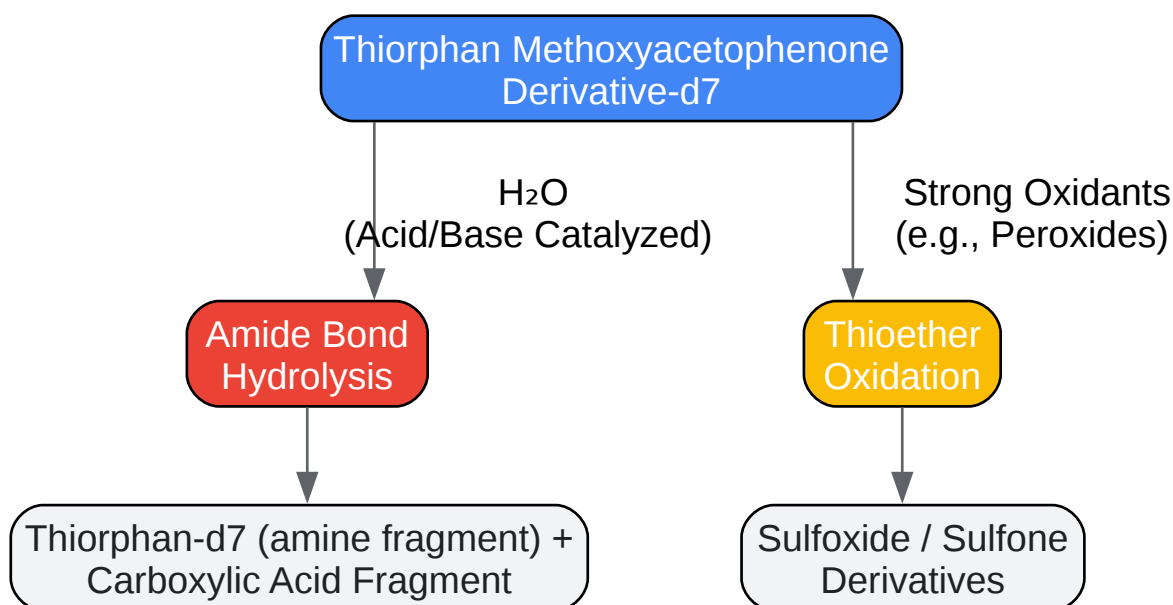 Thiorphan Methoxyacetophenone
Derivative-d7
H₂O
(Acid/Base Catalyzed)
Strong Oxidants
(e.g., Peroxides)
Amide Bond
Hydrolysis
Thioether
Oxidation
Thiorphan-d7 (amine fragment) +
Carboxylic Acid Fragment
Sulfoxide / Sulfone
Derivatives